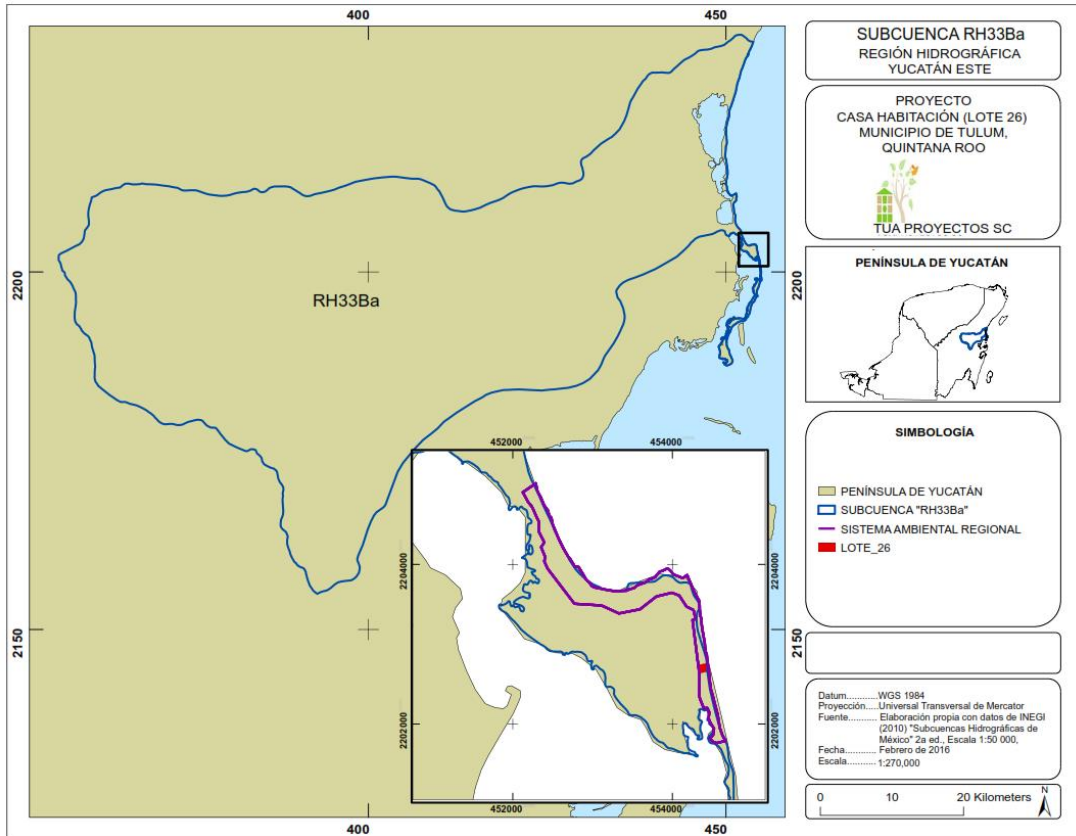 400
450
2200
2200
2150
2150
RH33Ba
452000
454000
2204000
2204000
2202000
2202000
452000
454000
SUBCUENCA RH33Ba
REGIÓN HIDROGRÁFICA
YUCATÁN ESTE
PROYECTO
CASA HABITACIÓN (LOTE 26)
MUNICIPIO DE TULUM,
QUINTANA ROO
TUA PROYECTOS SC
PENÍNSULA DE YUCATÁN
SIMBOLOGÍA
PENÍNSULA DE YUCATÁN
SUBCUENCA "RH33Ba"
SISTEMA AMBIENTAL REGIONAL
LOTE_26
Datum............WGS 1984
Proyección.....Universal Transversal de Mercator
Fuente........... Elaboración propia con datos de INEGI
(2010) "Subcuencas Hidrográficas de
México" 2a ed., Escala 1:50 000,
Fecha............ Febrero de 2016
Escala........... 1:270,000
N
0 10 20 Kilometers
400
450